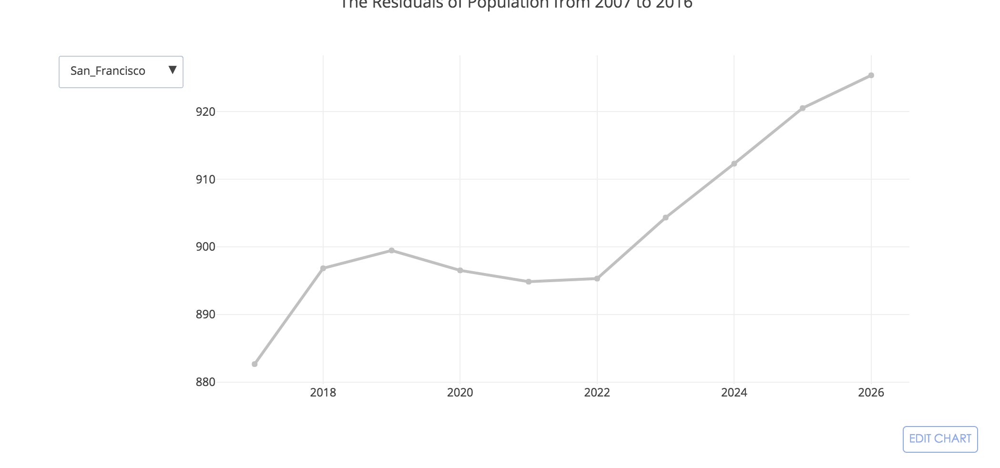 The Residuals of Population from 2007 to 2016
San_Francisco ▼
920
910
900
890
880
2018 2020 2022 2024 2026
EDIT CHART